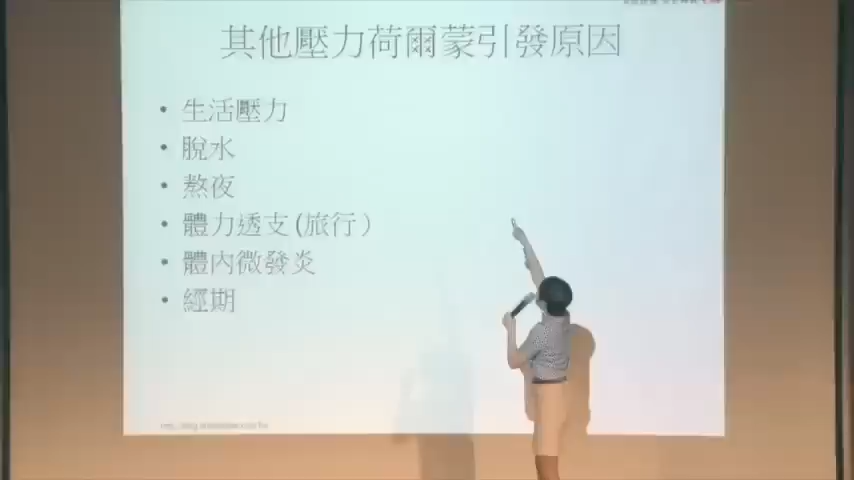 其他壓力荷爾蒙引發原因
• 生活壓力
• 脫水
• 熬夜
• 體力透支(旅行）
• 體內微發炎
• 經期